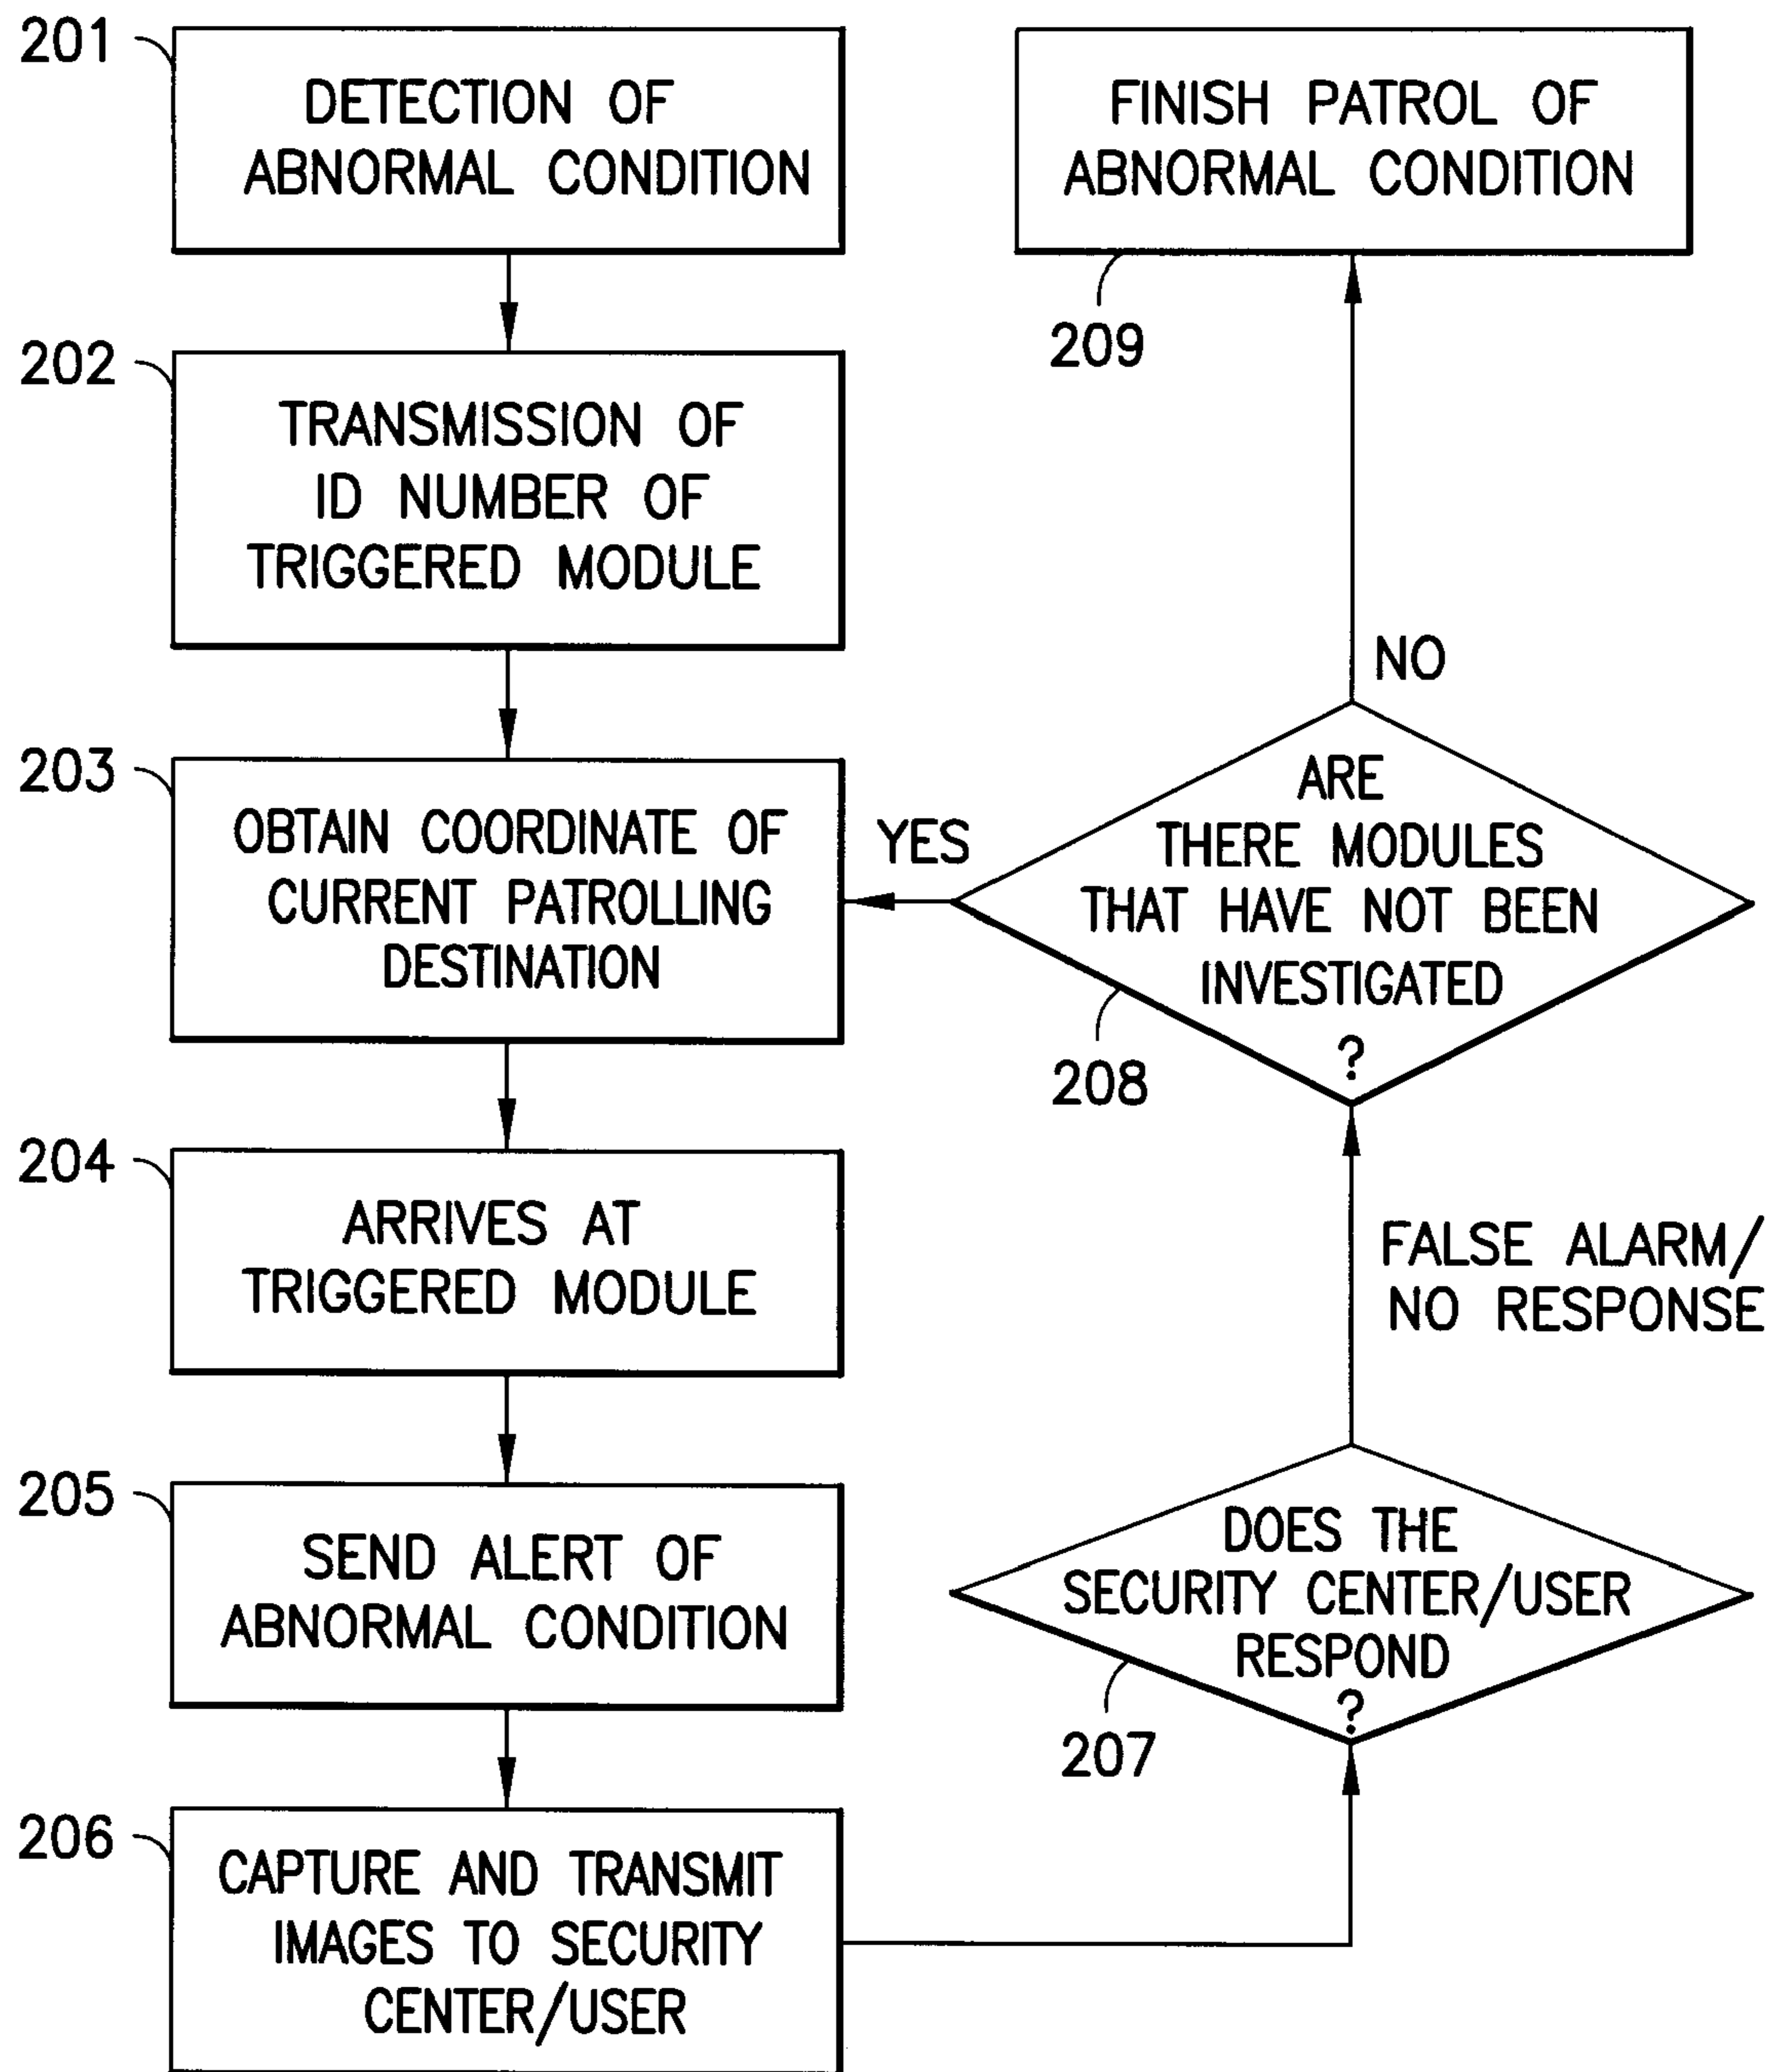 201
DETECTION OF
ABNORMAL CONDITION
202
TRANSMISSION OF
ID NUMBER OF
TRIGGERED MODULE
203
OBTAIN COORDINATE OF
CURRENT PATROLLING
DESTINATION
204
ARRIVES AT
TRIGGERED MODULE
205
SEND ALERT OF
ABNORMAL CONDITION
206
CAPTURE AND TRANSMIT
IMAGES TO SECURITY
CENTER/USER
DOES THE
SECURITY CENTER/USER
RESPOND
?
207
FALSE ALARM/
NO RESPONSE
ARE
THERE MODULES
THAT HAVE NOT BEEN
INVESTIGATED
?
208
YES
NO
FINISH PATROL OF
ABNORMAL CONDITION
209